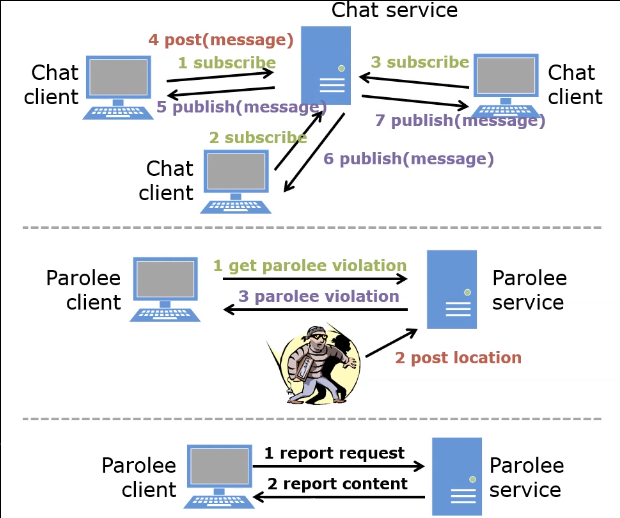 Chat service
4 post(message)
1 subscribe
3 subscribe
Chat
client
Chat
client
5 publish(message)
7 publish(message)
2 subscribe
6 publish(message)
Chat
client
1 get parolee violation
Parolee
client
Parolee
service
3 parolee violation
2 post location
1 report request
Parolee
client
Parolee
service
2 report content